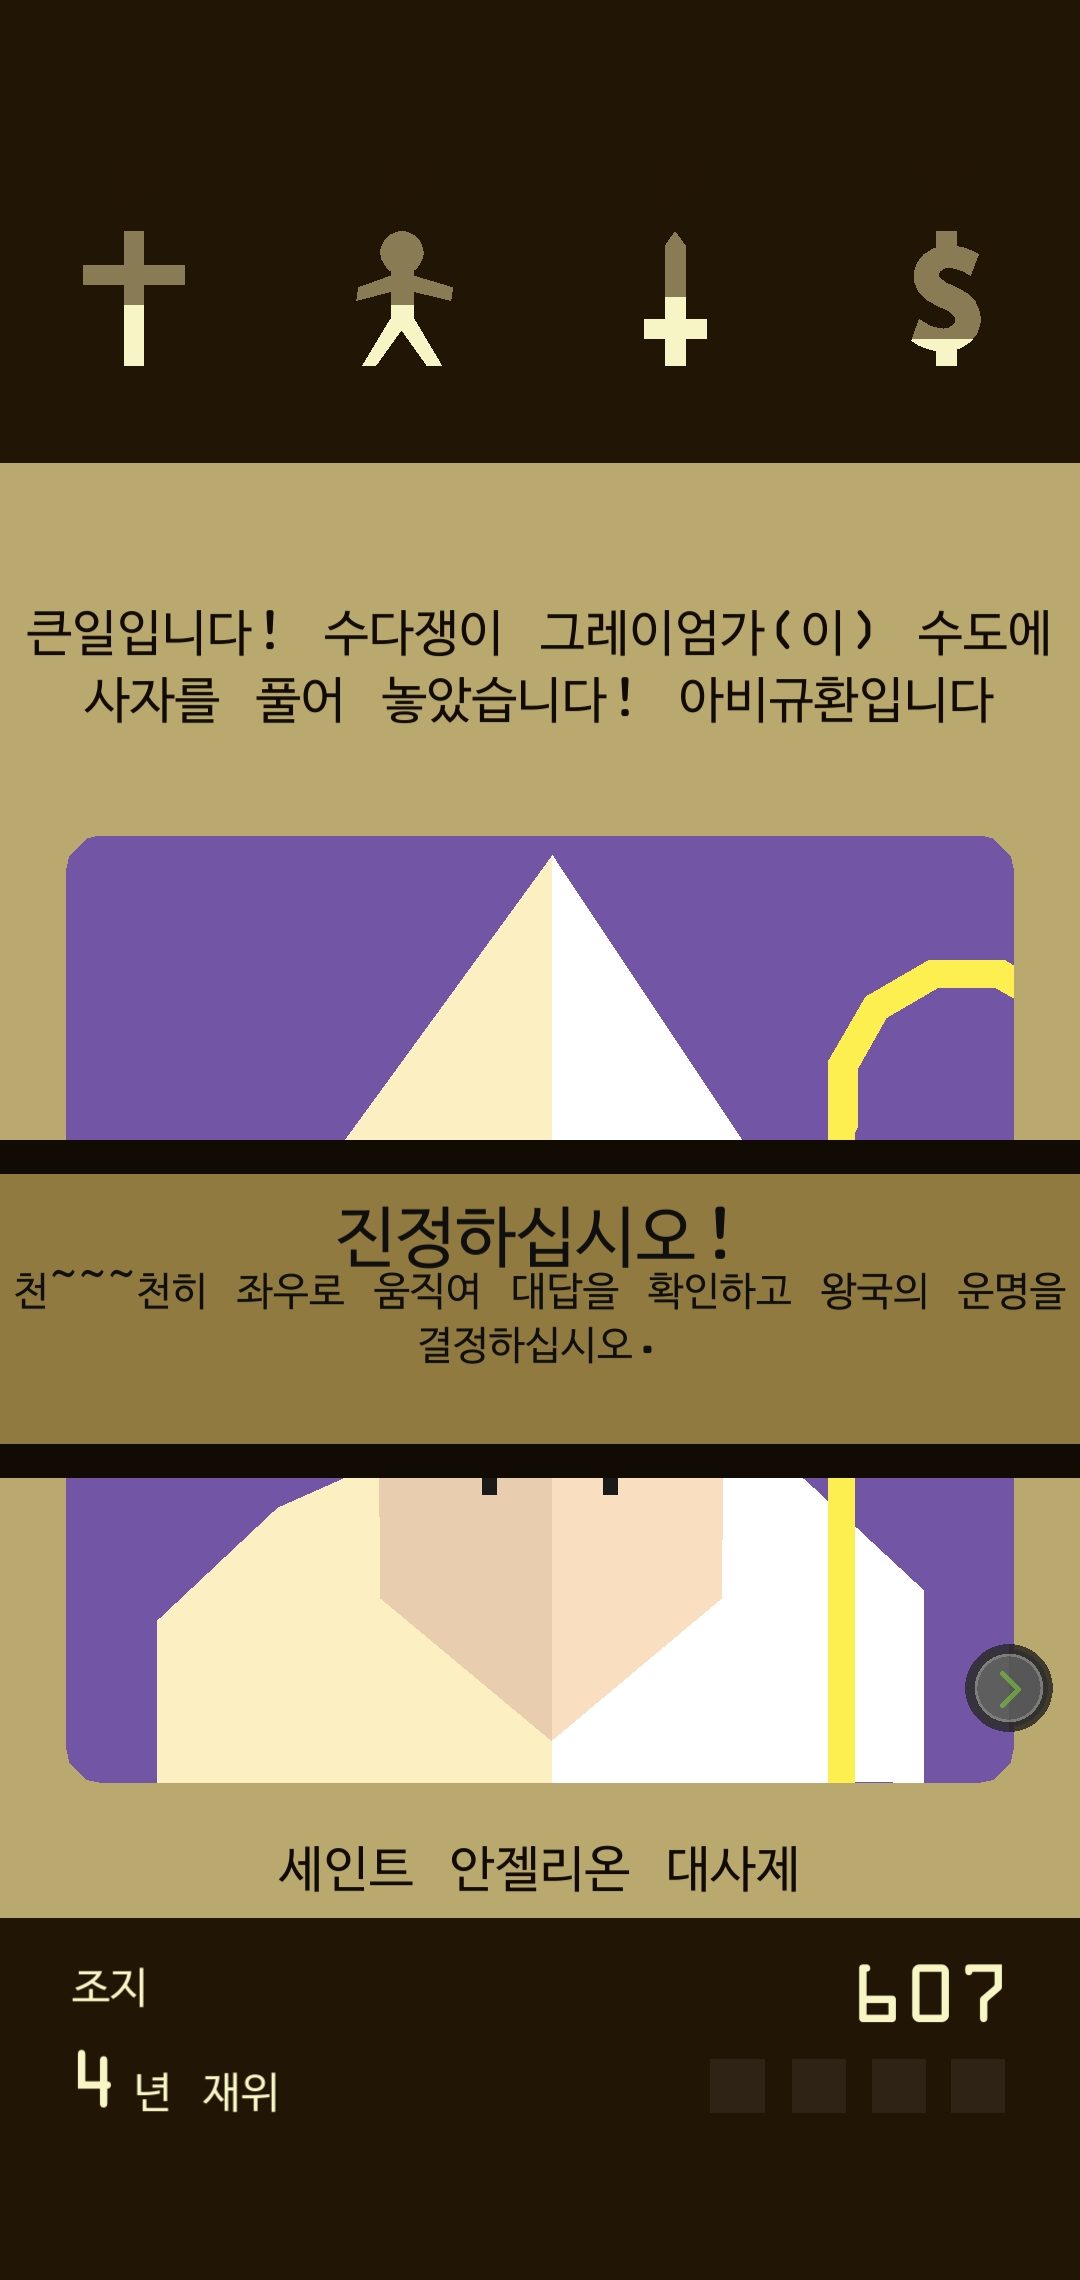 큰일입니다! 수다쟁이 그레이엄가(이) 수도에
사자를 풀어 놓았습니다! 아비규환입니다
진정하십시오!
천~~~천히 좌우로 움직여 대답을 확인하고 왕국의 운명을
결정하십시오.
세인트 안젤리온 대사제
조지
607
4년 재위